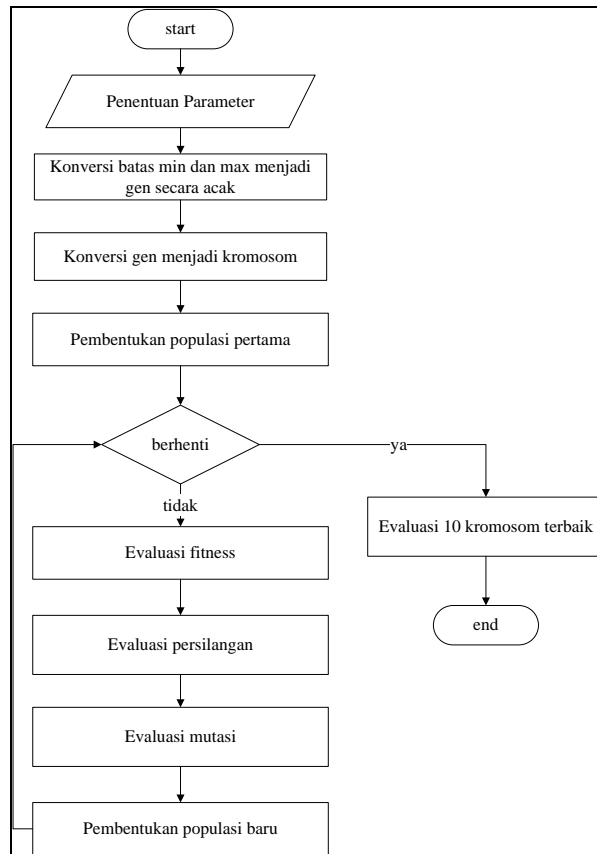 start
Penentuan Parameter
Konversi batas min dan max menjadi
gen secara acak
Konversi gen menjadi kromosom
Pembentukan populasi pertama
berhenti
ya
tidak
Evaluasi 10 kromosom terbaik
Evaluasi fitness
end
Evaluasi persilangan
Evaluasi mutasi
Pembentukan populasi baru